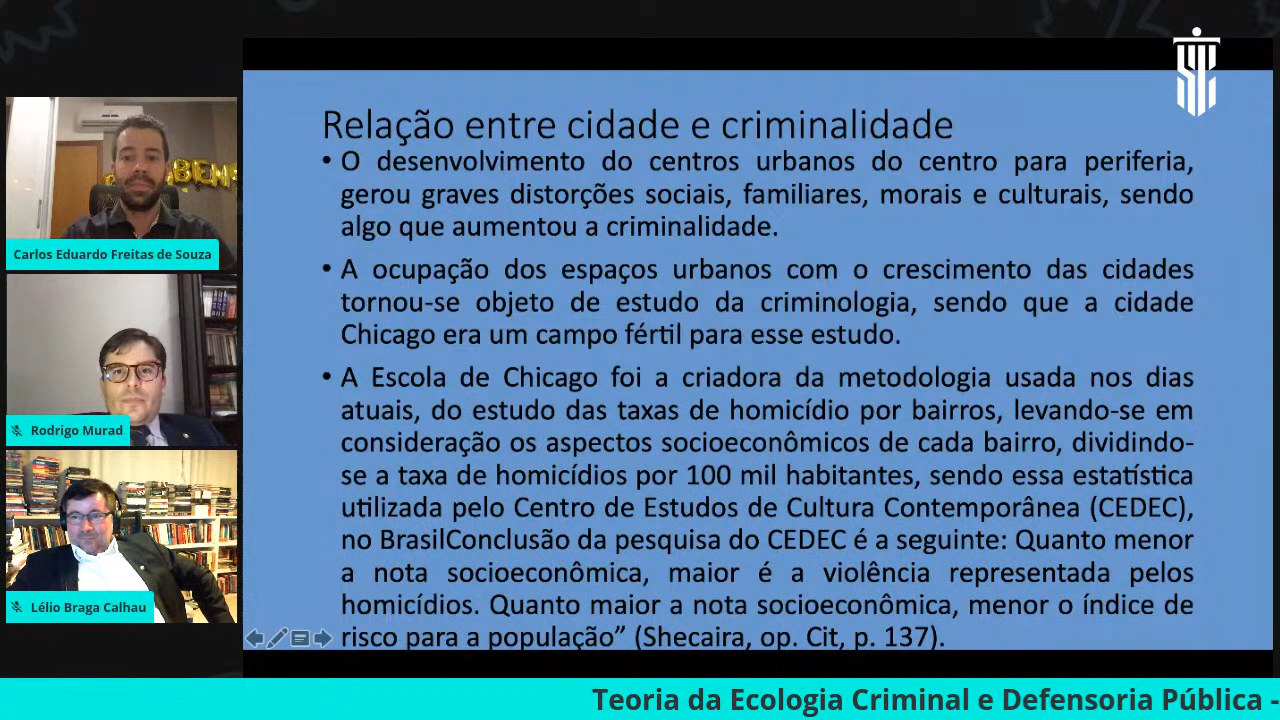 Relação entre cidade e criminalidade
• O desenvolvimento do centros urbanos do centro para periferia,
gerou graves distorções sociais, familiares, morais e culturais, sendo
algo que aumentou a criminalidade.
• A ocupação dos espaços urbanos com o crescimento das cidades
tornou-se objeto de estudo da criminologia, sendo que a cidade
Chicago era um campo fértil para esse estudo.
• A Escola de Chicago foi a criadora da metodologia usada nos dias
atuais, do estudo das taxas de homicídio por bairros, levando-se em
consideração os aspectos socioeconômicos de cada bairro, dividindo-
se a taxa de homicídios por 100 mil habitantes, sendo essa estatística
utilizada pelo Centro de Estudos de Cultura Contemporânea (CEDEC),
no BrasilConclusão da pesquisa do CEDEC é a seguinte: Quanto menor
a nota socioeconômica, maior é a violência representada pelos
homicídios. Quanto maior a nota socioeconômica, menor o índice de
risco para a população” (Shecaira, op. Cit, p. 137).
Carlos Eduardo Freitas de Souza
Rodrigo Murad
Lélio Braga Calhau
Teoria da Ecologia Criminal e Defensoria Pública -